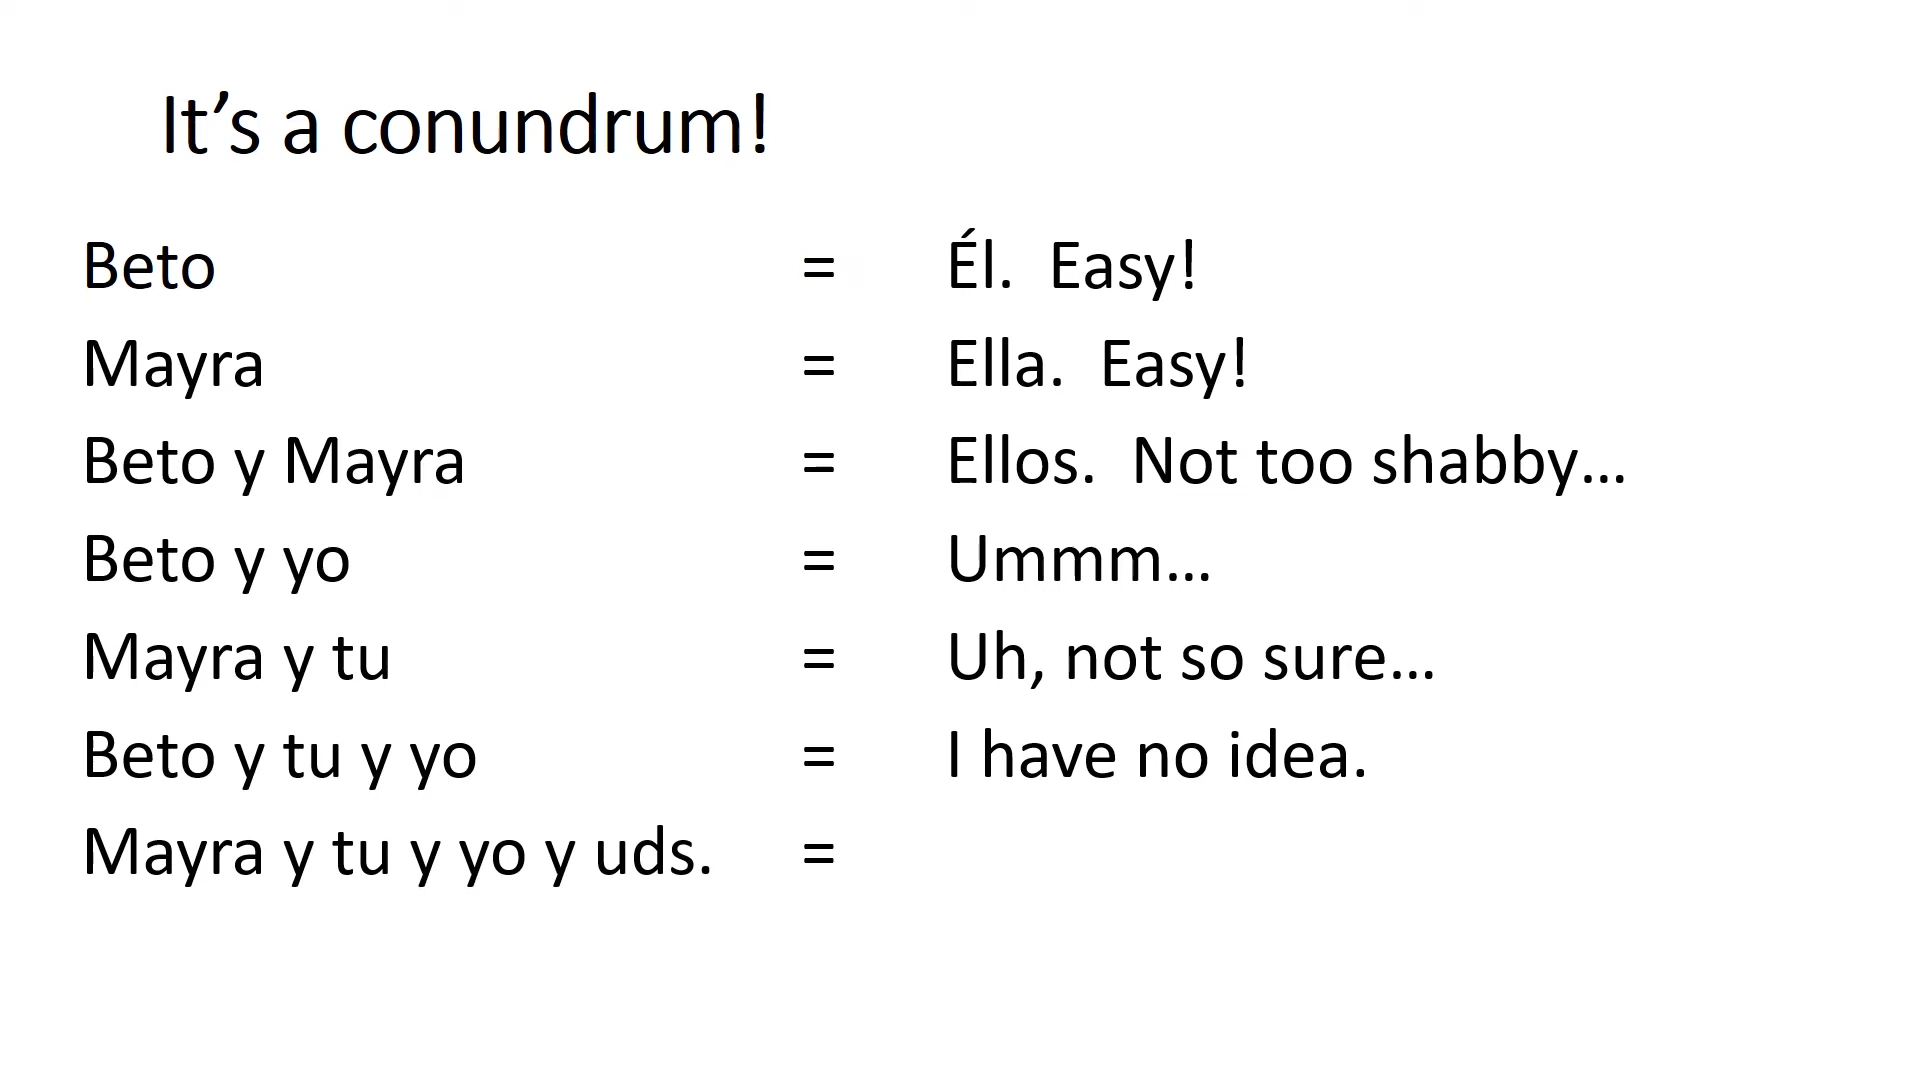 It’s a conundrum!
Beto = Él.  Easy!
Mayra = Ella.  Easy!
Beto y Mayra = Ellos.  Not too shabby…
Beto y yo = Ummm…
Mayra y tu = Uh, not so sure…
Beto y tu y yo = I have no idea.
Mayra y tu y yo y uds. =